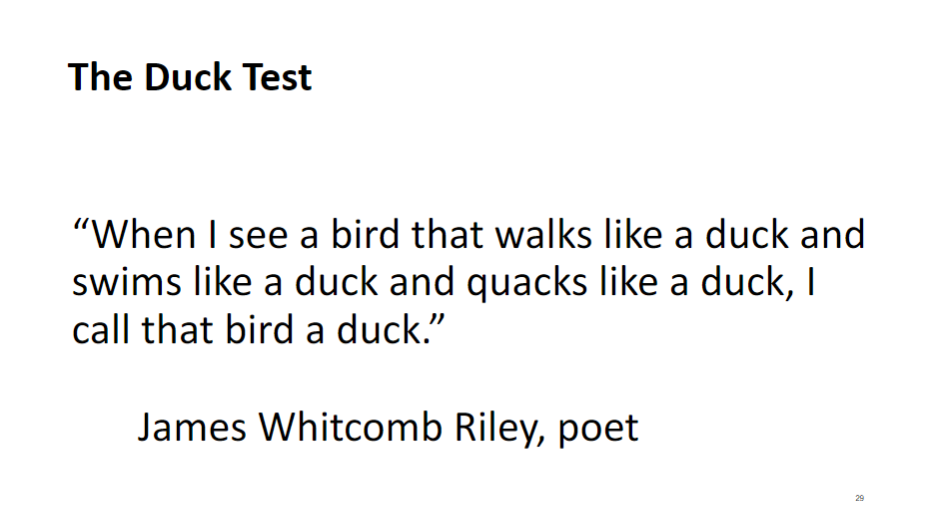 The Duck Test
“When I see a bird that walks like a duck and
swims like a duck and quacks like a duck, I
call that bird a duck.”
James Whitcomb Riley, poet
29